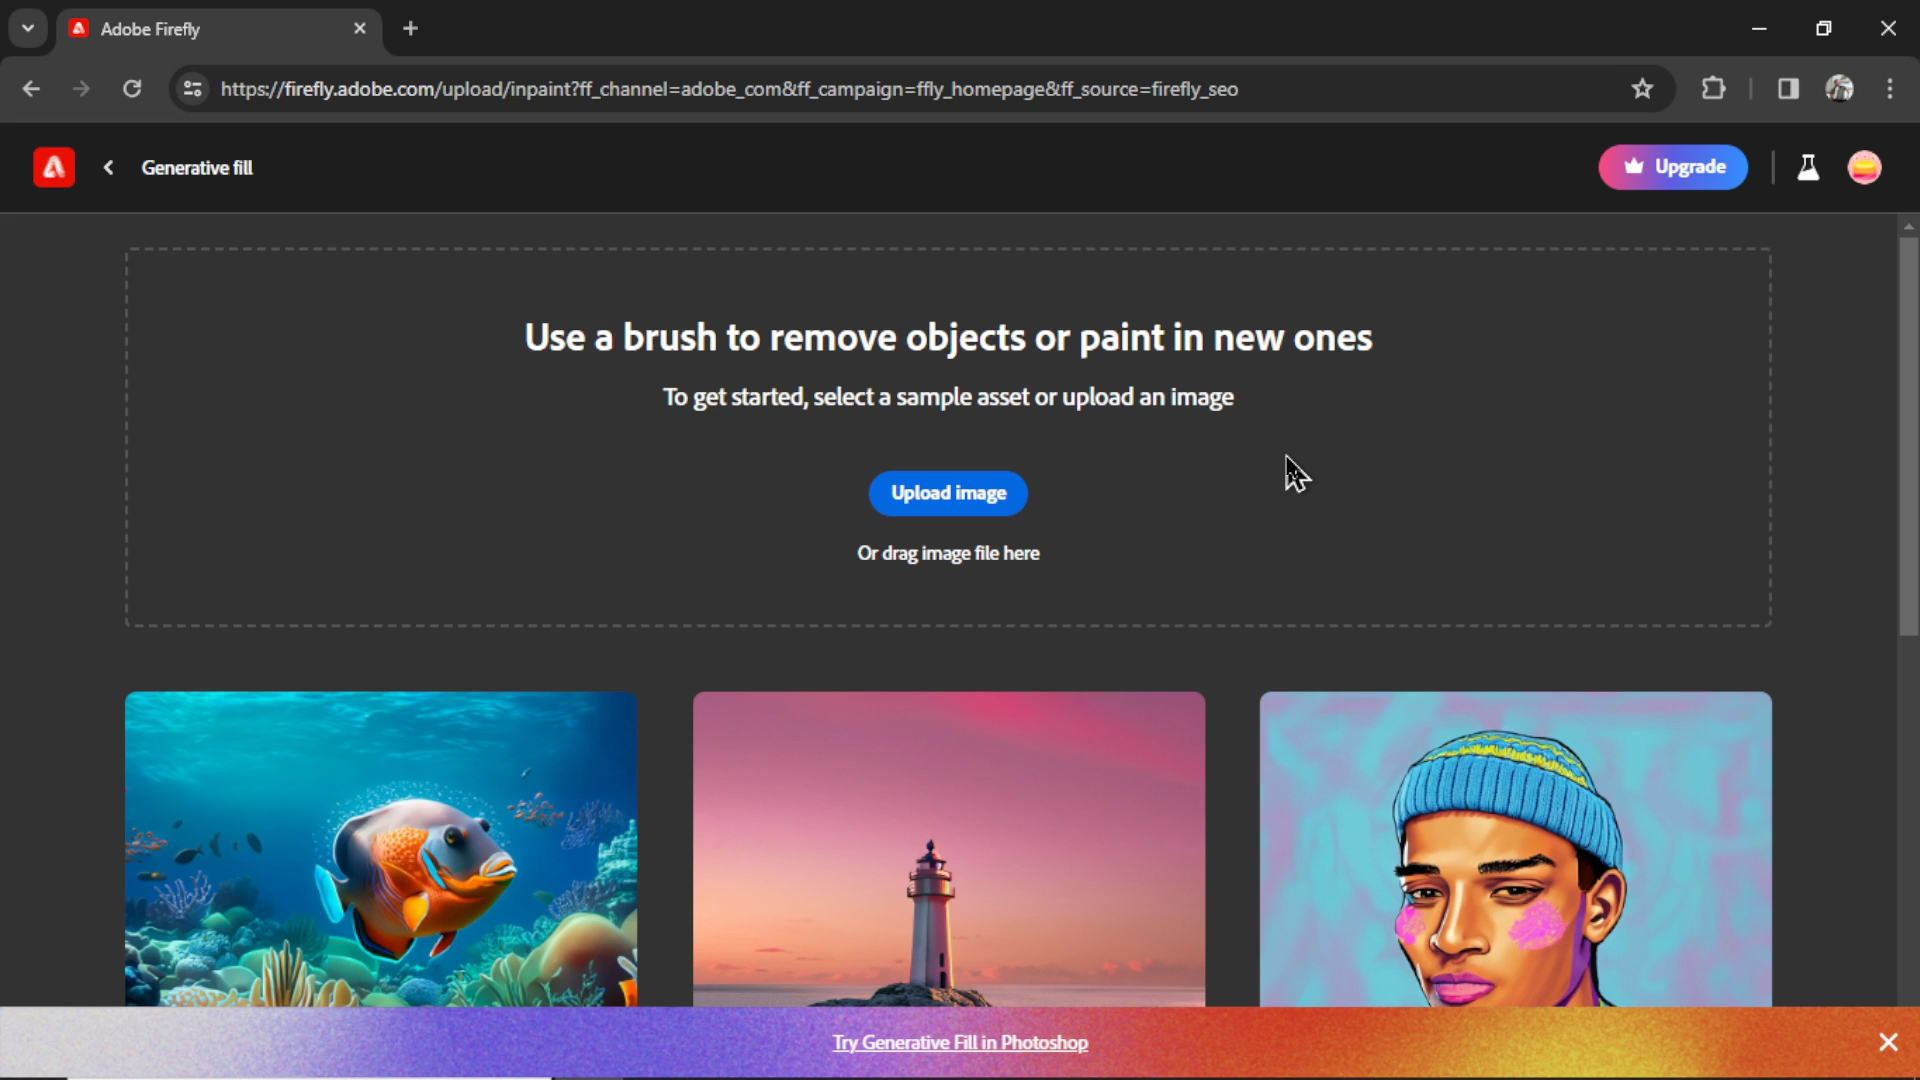 Adobe Firefly
https://firefly.adobe.com/upload/inpaint?ff_channel=adobe_com&ff_campaign=ffly_homepage&ff_source=firefly_seo
Generative fill
Upgrade
Use a brush to remove objects or paint in new ones
To get started, select a sample asset or upload an image
Upload image
Or drag image file here
Try Generative Fill in Photoshop